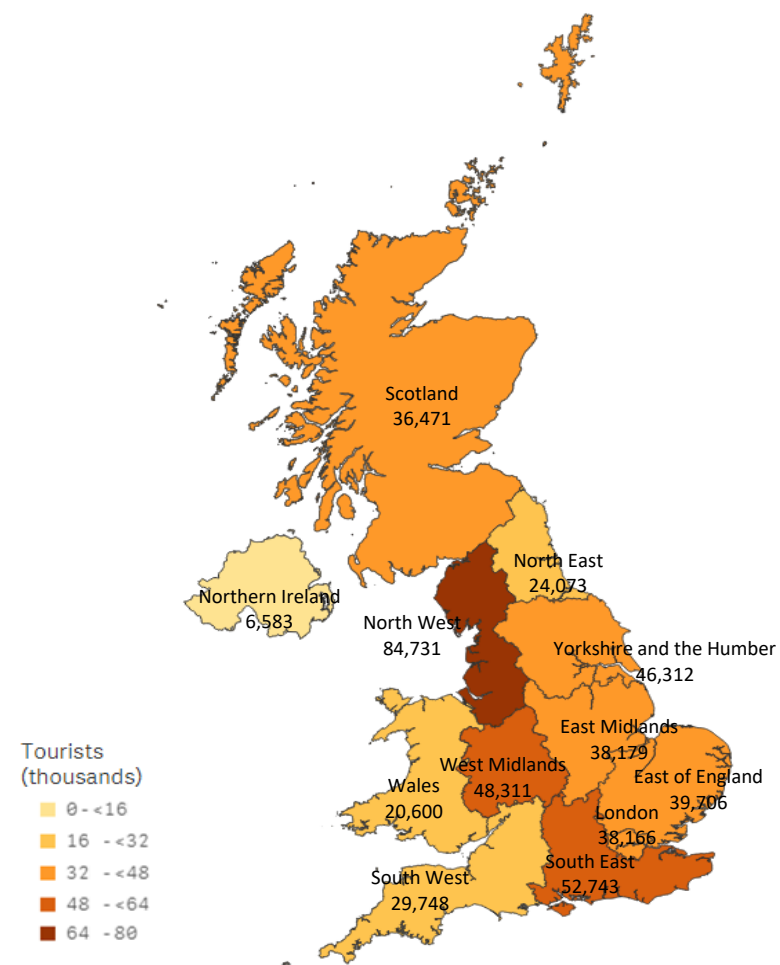 Scotland
36,471
North East
24,073
Northern Ireland
6,583
North West
84,731
Yorkshire and the Humber
46,312
East Midlands
38,179
West Midlands
48,311
East of England
39,706
Wales
20,600
London
38,166
South East
52,743
South West
29,748
Tourists
(thousands)
0-<16
16 -<32
32 -<48
48 -<64
64 -80